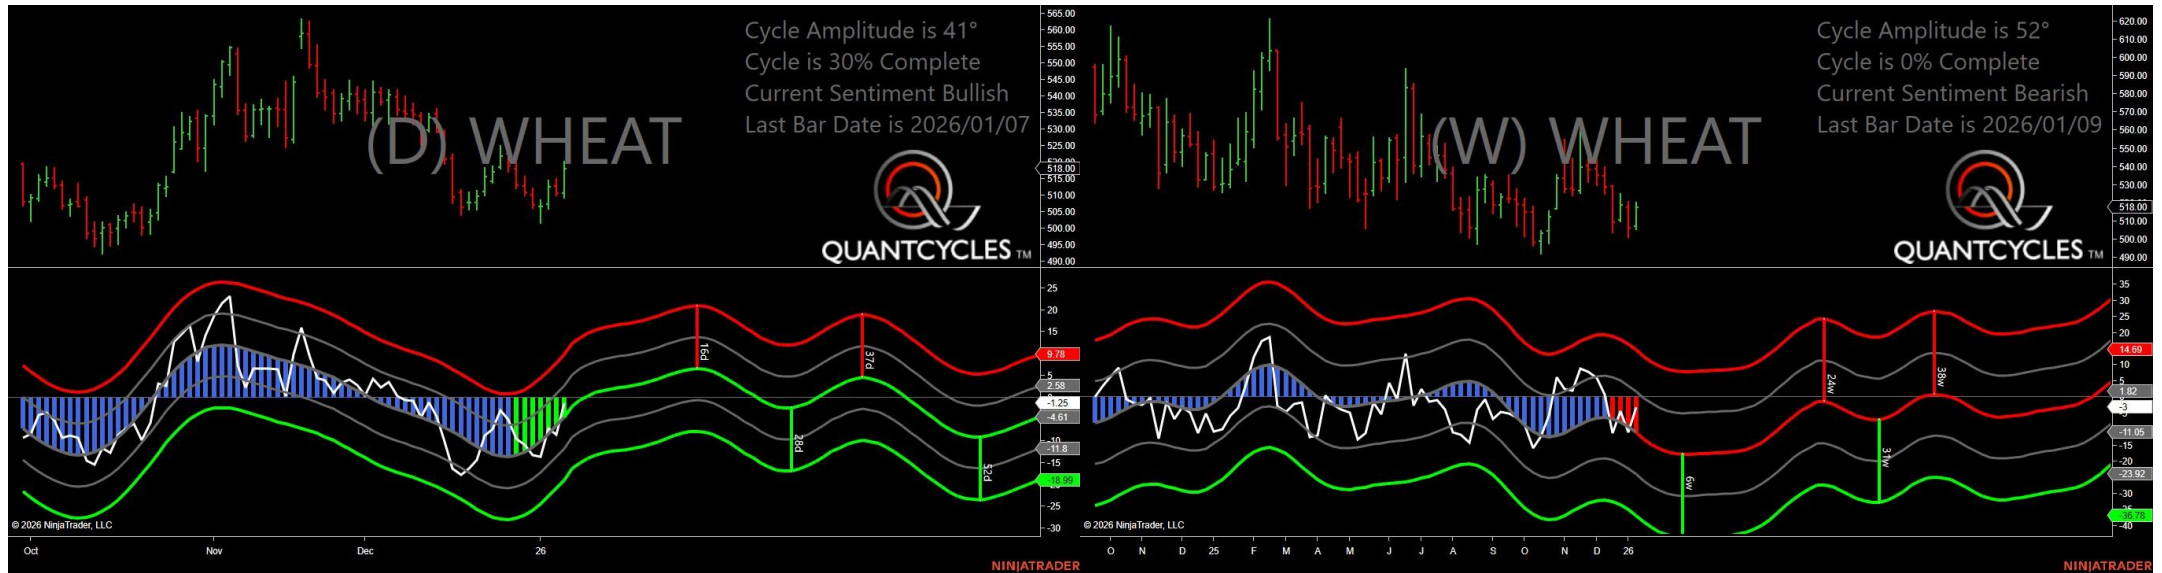 Cycle Amplitude is 41°
Cycle is 30% Complete
Current Sentiment Bullish
Last Bar Date is 2026/01/07
(D) WHEAT
QUANTCYCLES TM
565.00
560.00
555.00
550.00
545.00
540.00
535.00
530.00
525.00
518.00
515.00
510.00
505.00
500.00
495.00
490.00
25
20
15
9.78
5
2.58
-1.25
-4.61
-10
-11.8
-15
-18.99
-25
-30
16d
28d
37d
52d
© 2026 NinjaTrader, LLC
Oct
Nov
Dec
26
NINJATRADER
Cycle Amplitude is 52°
Cycle is 0% Complete
Current Sentiment Bearish
Last Bar Date is 2026/01/09
(W) WHEAT
QUANTCYCLES TM
620.00
610.00
600.00
590.00
580.00
570.00
560.00
550.00
540.00
530.00
518.00
510.00
500.00
490.00
35
30
25
20
14.69
10
5
1.82
-3
-11.05
-15
-20
-23.92
-30
-36.78
-40
6w
24w
31w
38w
© 2026 NinjaTrader, LLC
O
N
D
25
F
M
A
M
J
J
A
S
O
N
D
26
NINJATRADER